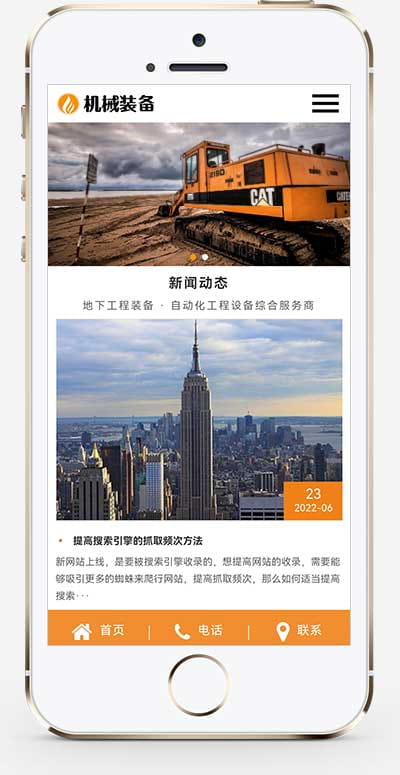 机械装备
219D
CAT
CATER
新闻动态
地下工程装备 · 自动化工程设备综合服务商
23
2022-06
• 提高搜索引擎的抓取频次方法
新网站上线，是要被搜索引擎收录的，想提高网站的收录，需要能
够吸引更多的蜘蛛来爬行网站，提高抓取频次，那么如何适当提高
搜索···
首页 | 电话 | 联系